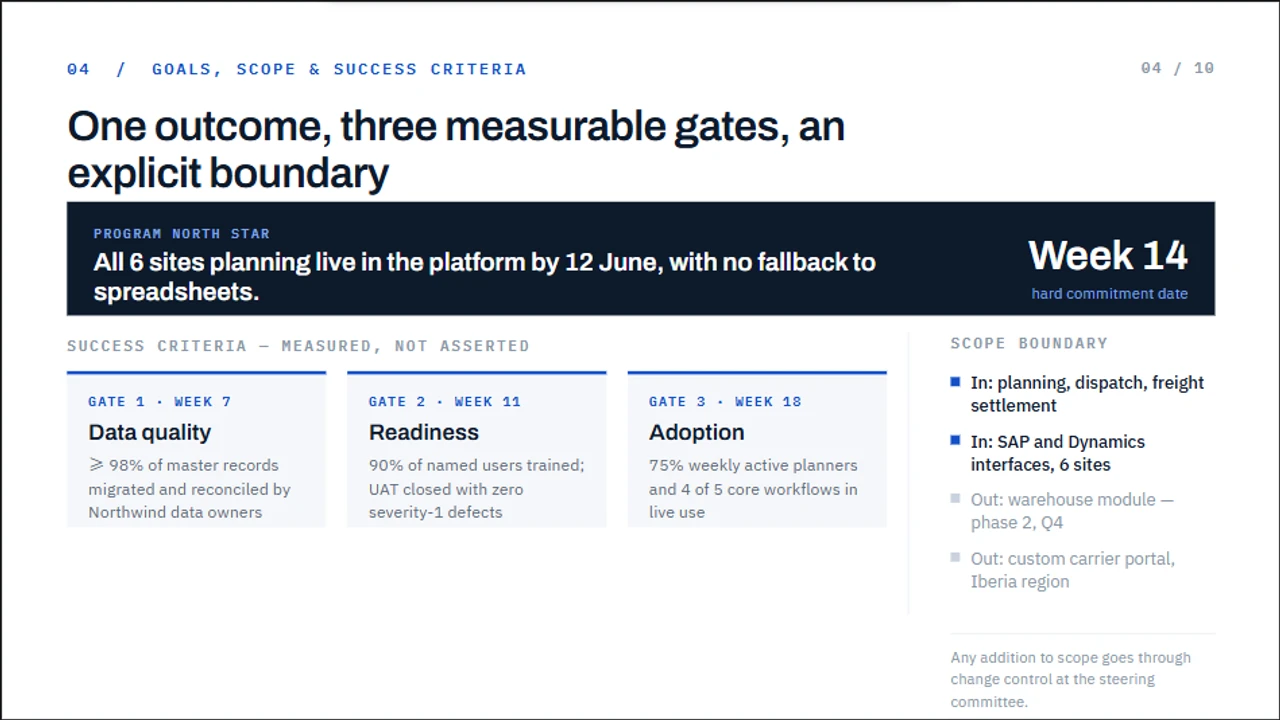 04 / GOALS, SCOPE & SUCCESS CRITERIA
04 / 10
One outcome, three measurable gates, an
explicit boundary
PROGRAM NORTH STAR
All 6 sites planning live in the platform by 12 June, with no fallback to
spreadsheets.
Week 14
hard commitment date
SUCCESS CRITERIA — MEASURED, NOT ASSERTED
GATE 1 · WEEK 7
Data quality
≥ 98% of master records
migrated and reconciled by
Northwind data owners
GATE 2 · WEEK 11
Readiness
90% of named users trained;
UAT closed with zero
severity-1 defects
GATE 3 · WEEK 18
Adoption
75% weekly active planners
and 4 of 5 core workflows in
live use
SCOPE BOUNDARY
In: planning, dispatch, freight
settlement
In: SAP and Dynamics
interfaces, 6 sites
Out: warehouse module —
phase 2, Q4
Out: custom carrier portal,
Iberia region
Any addition to scope goes through
change control at the steering
committee.